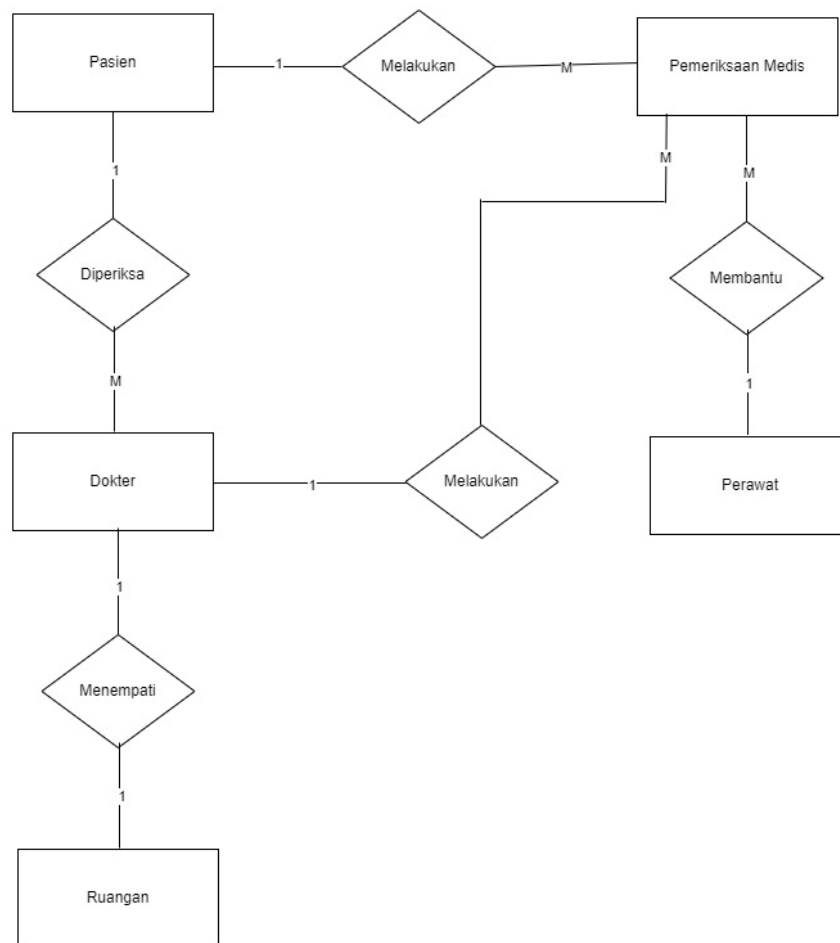 Pasien
1
Melakukan
M
Pemeriksaan Medis
1
M
M
Diperiksa
Membantu
M
1
Dokter
1
Melakukan
Perawat
1
Menempati
1
Ruangan